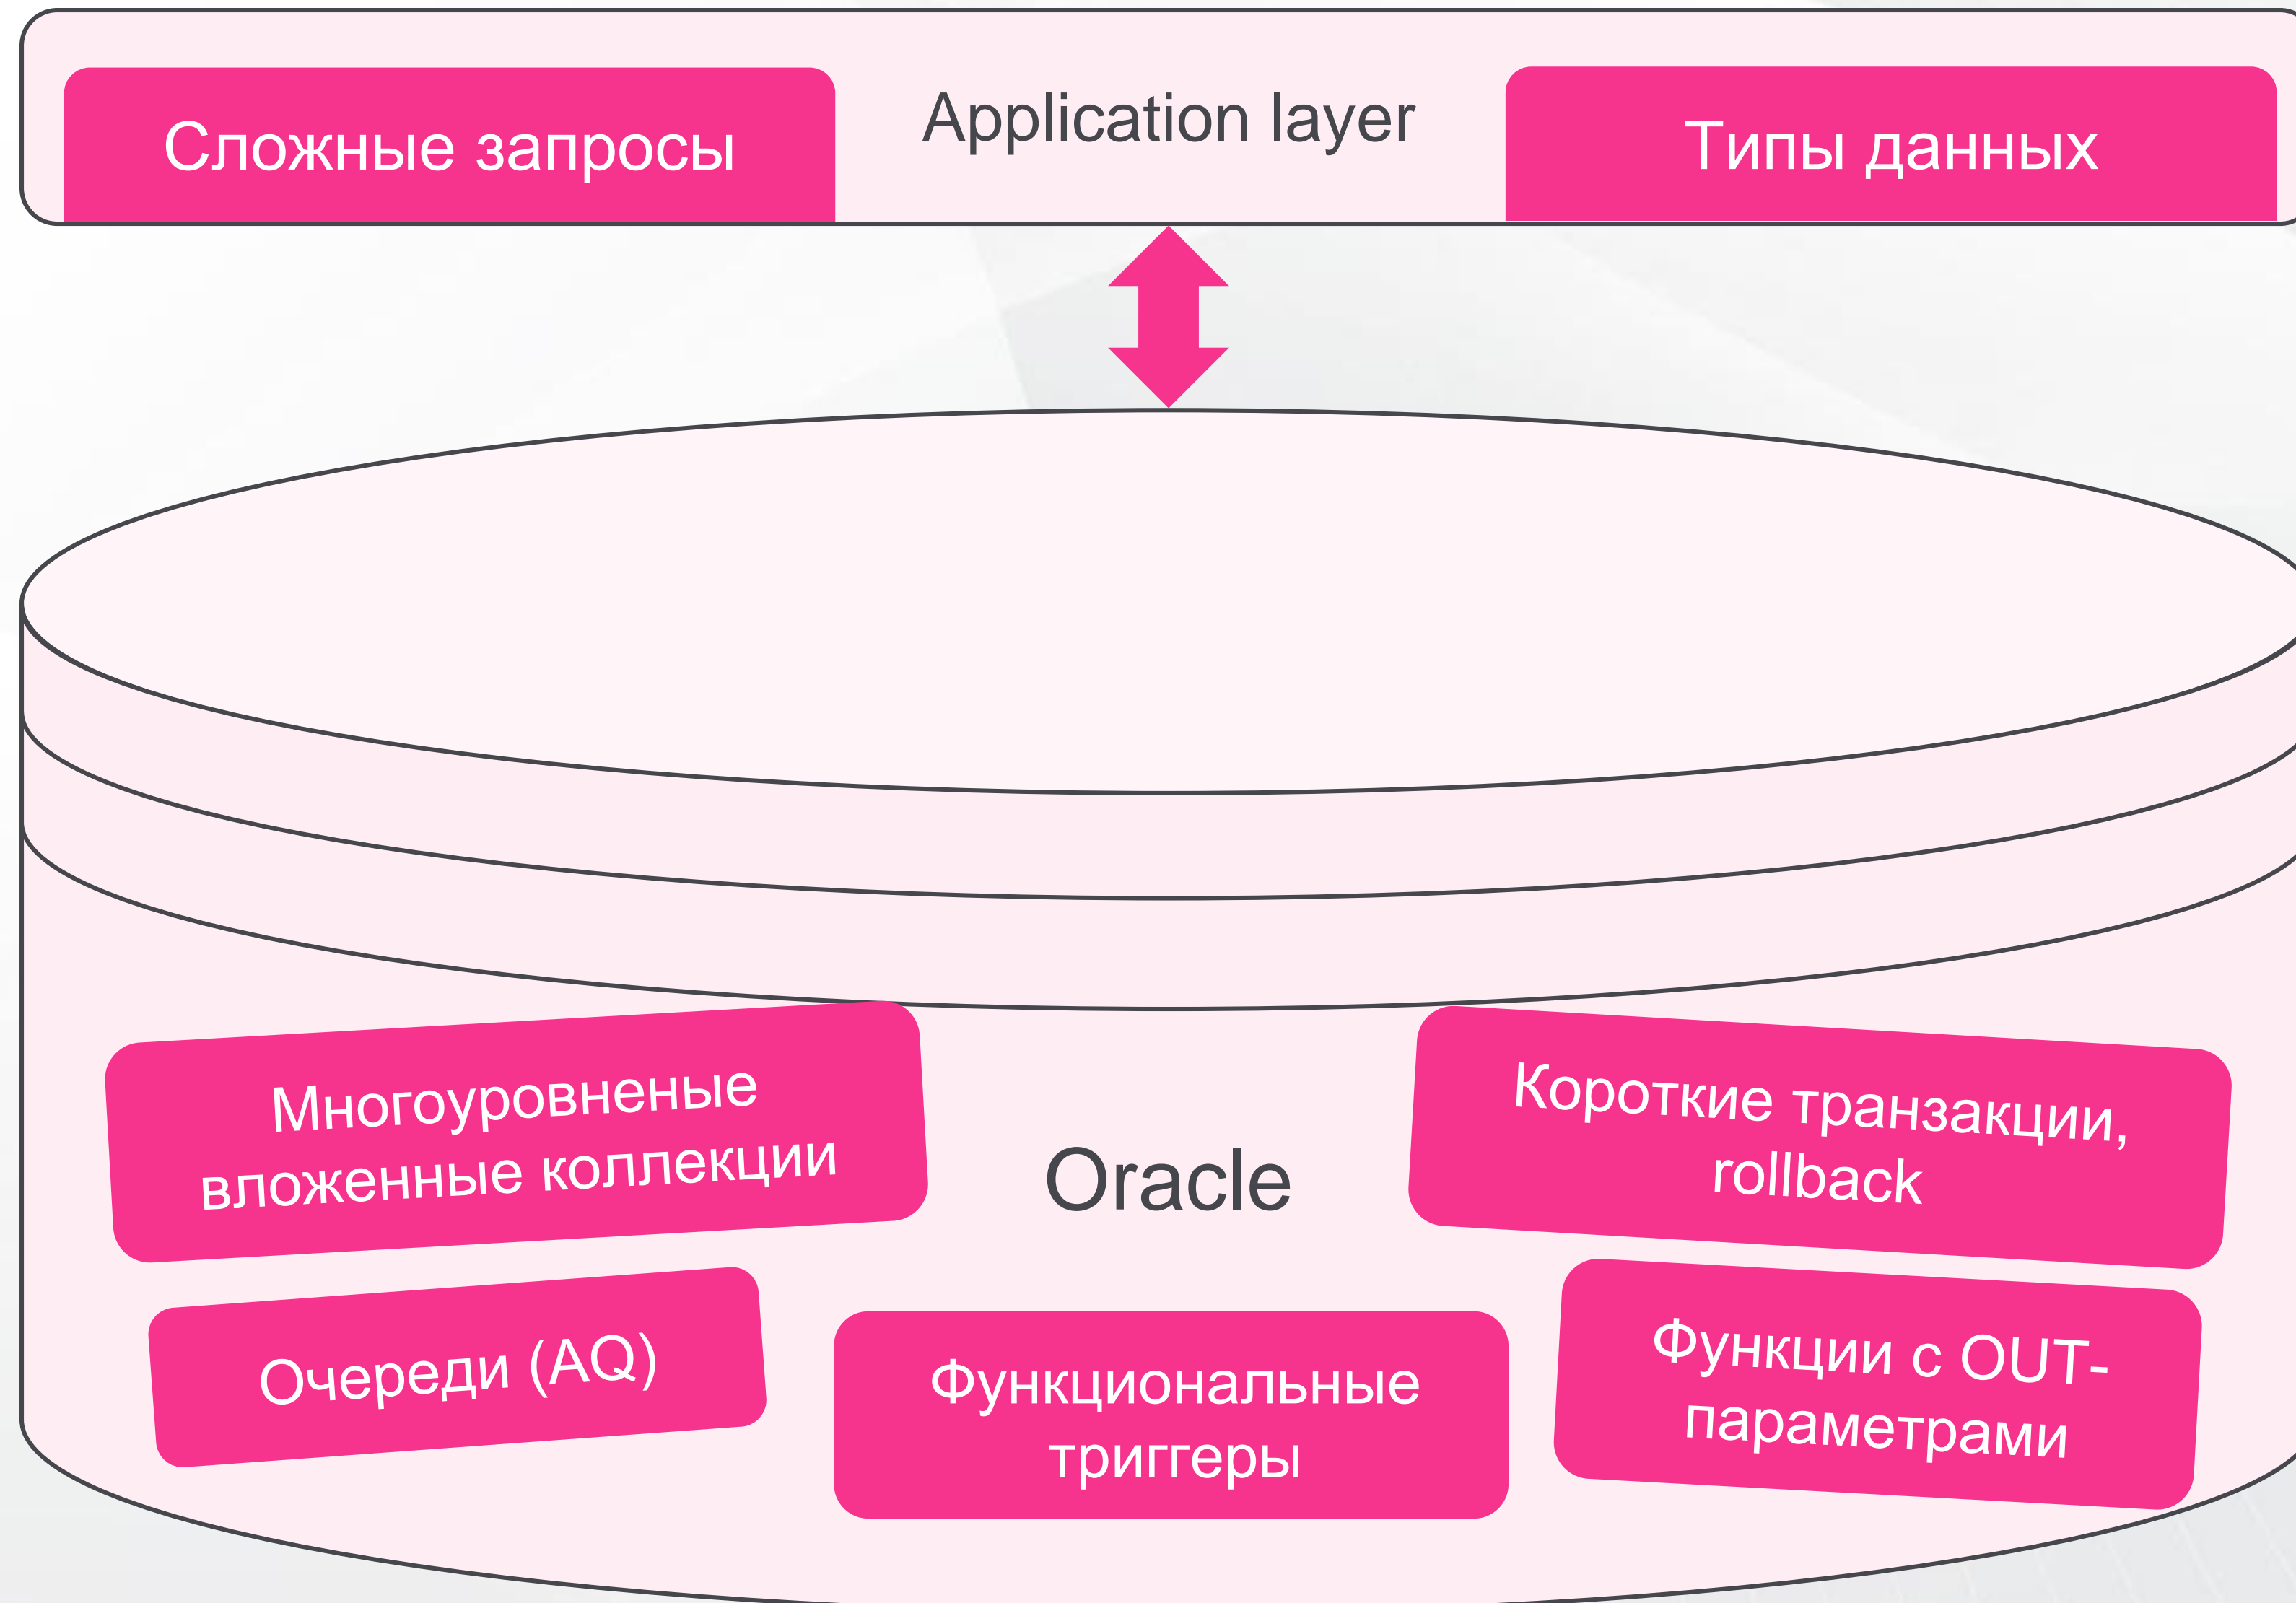 Сложные запросы
Application layer
Типы данных
Многоуровненые
вложенные коллекции
Oracle
Короткие транзакции,
rollback
Очереди (AQ)
Функциональные
триггеры
Функции с OUT-
параметрами